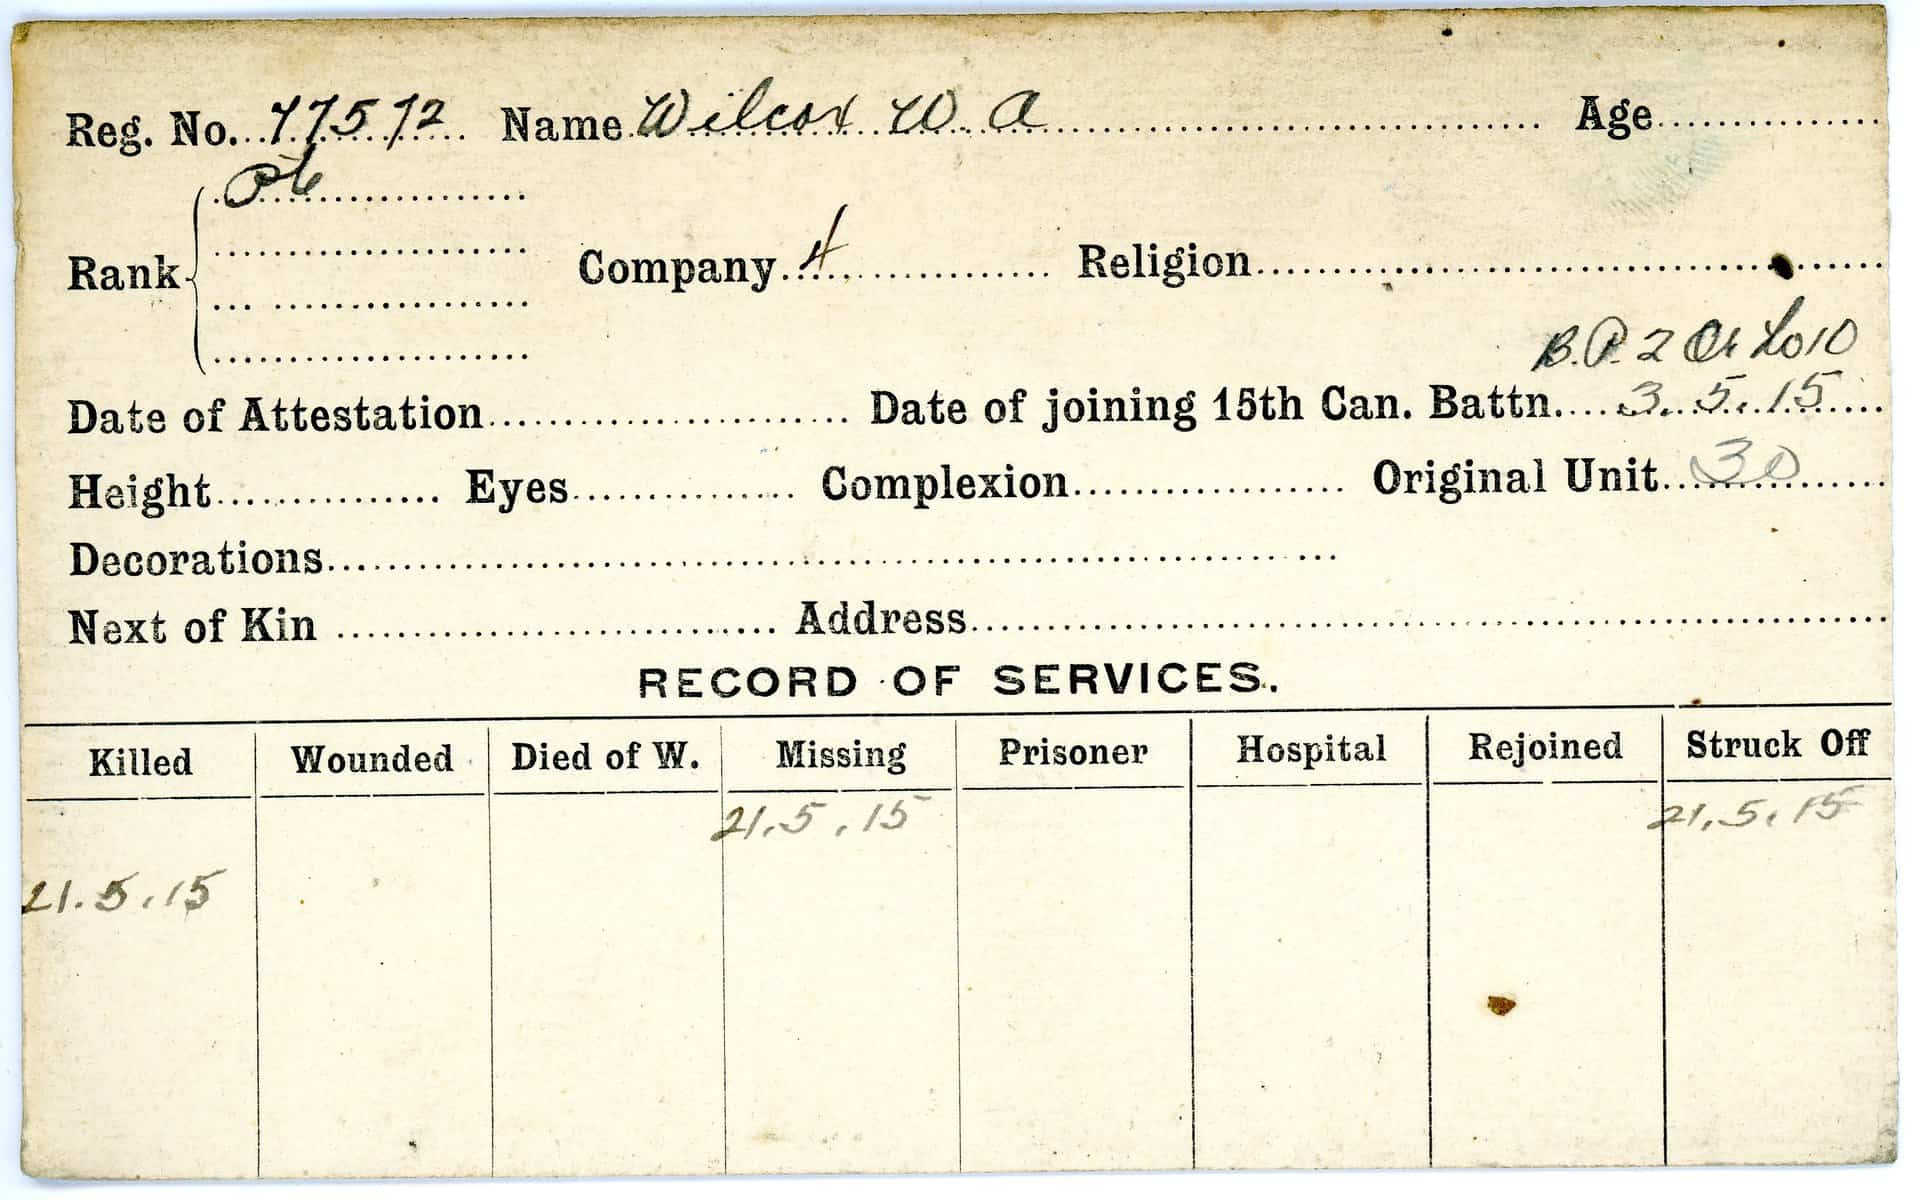 Reg. No. 77572 Name Wilcox W. A Age
Pte
Rank Company 4 Religion
B.P. 2
Date of Attestation Date of joining 15th Can. Battn. 3.5.15
Height Eyes Complexion Original Unit 30
Decorations
Next of Kin Address
RECORD OF SERVICES.
Killed Wounded Died of W. Missing Prisoner Hospital Rejoined Struck Off
21.5.15 21.5.15
21.5.15